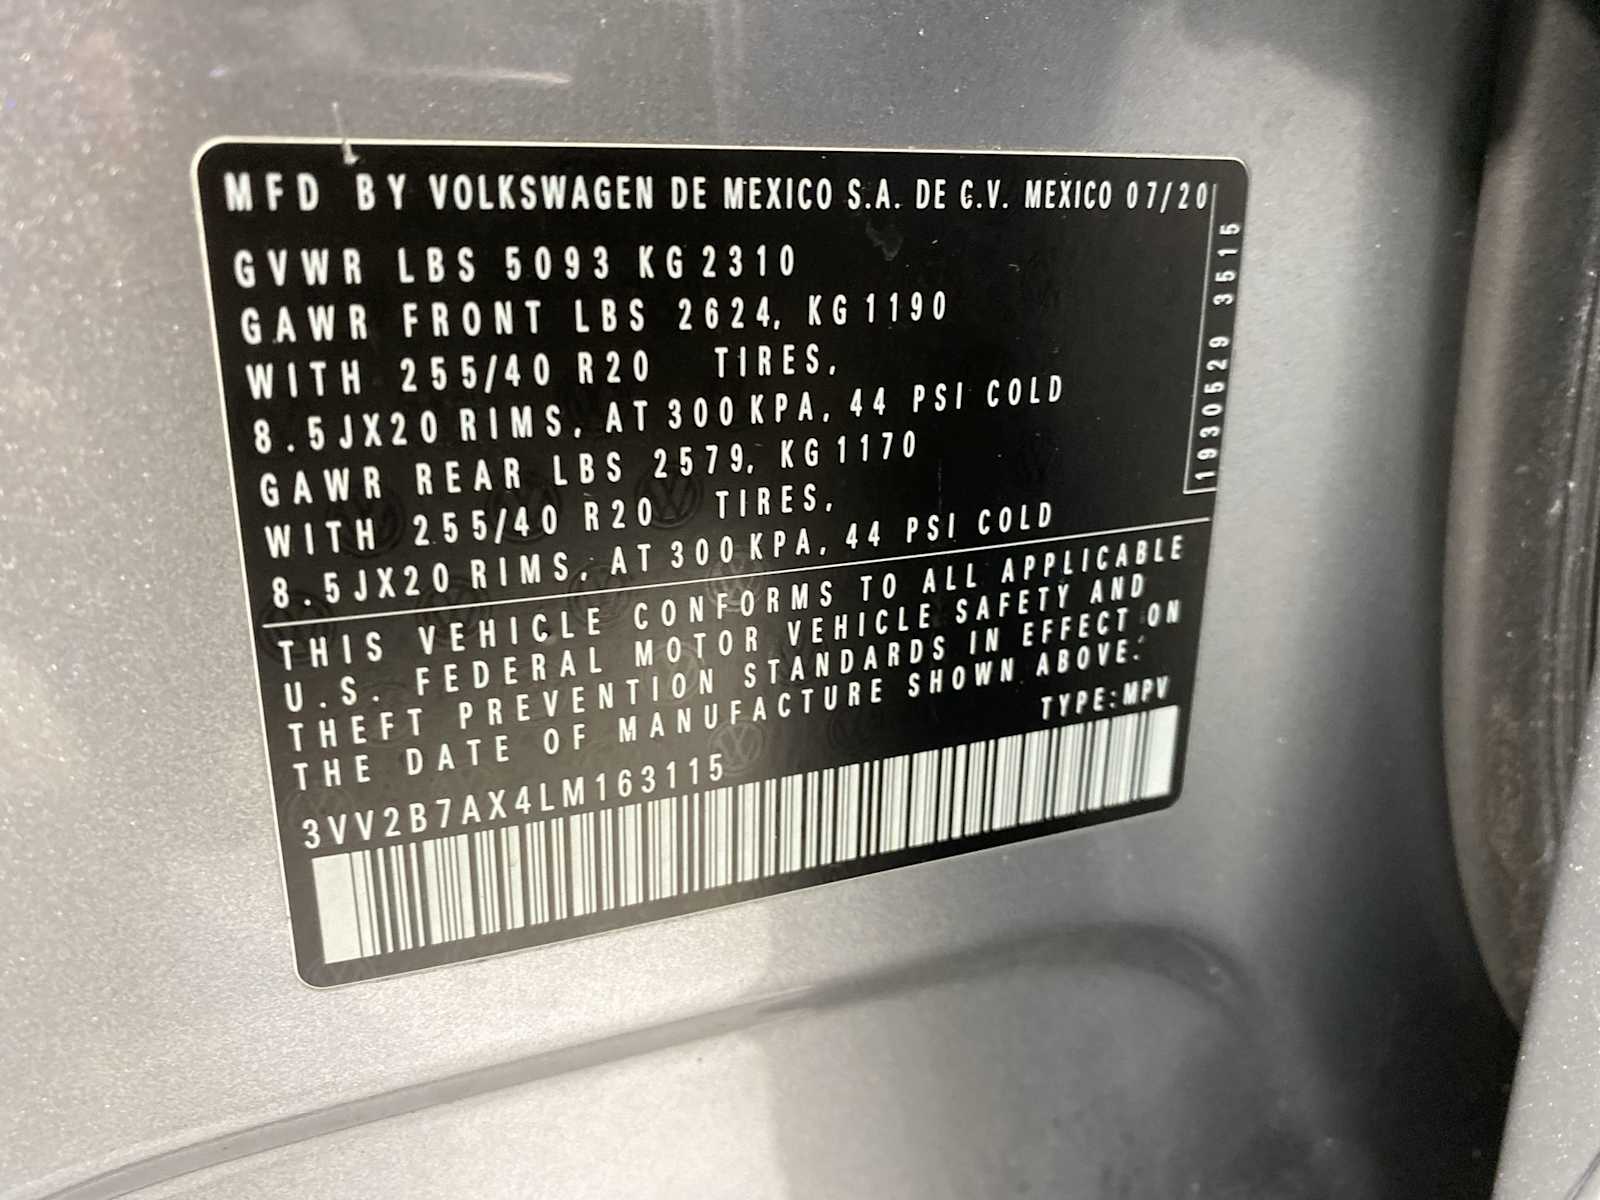 MFD BY VOLKSWAGEN DE MEXICO S.A. DE C.V. MEXICO 07/20
GVWR LBS 5093 KG 2310
GAWR FRONT LBS 2624, KG 1190
WITH 255/40 R20 TIRES,
8.5JX20 RIMS, AT 300 KPA, 44 PSI COLD
GAWR REAR LBS 2579, KG 1170
WITH 255/40 R20 TIRES,
8.5JX20 RIMS, AT 300 KPA, 44 PSI COLD
1930529 3515
THIS VEHICLE CONFORMS TO ALL APPLICABLE
U.S. FEDERAL MOTOR VEHICLE SAFETY AND
THEFT PREVENTION STANDARDS IN EFFECT ON
THE DATE OF MANUFACTURE SHOWN ABOVE.
TYPE: MPV
3VV2B7AX4LM163115